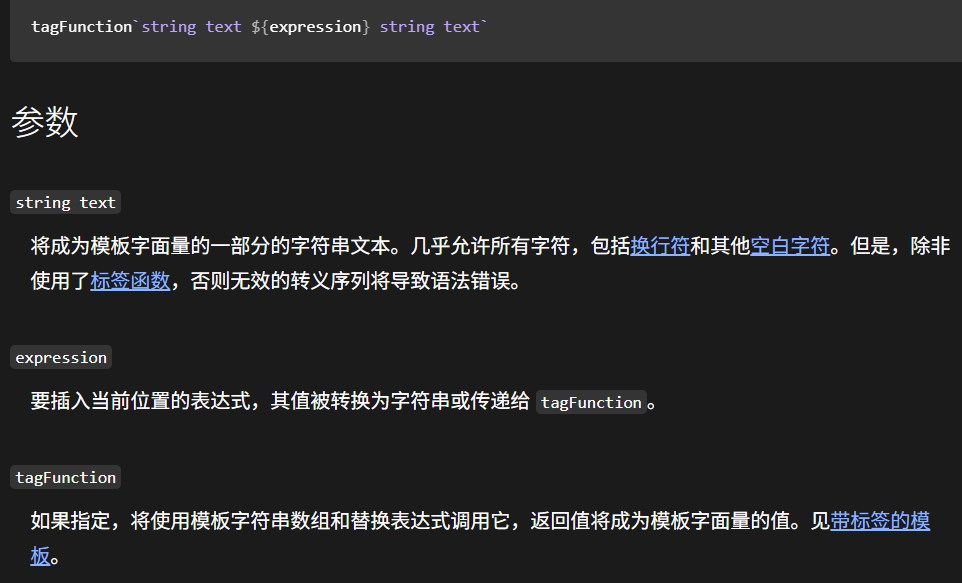 tagFunction`string text ${expression} string text`
参数
string text
将成为模板字面量的一部分的字符串文本。几乎允许所有字符，包括换行符和其他空白字符。但是，除非
使用了标签函数，否则无效的转义序列将导致语法错误。
expression
要插入当前位置的表达式，其值被转换为字符串或传递给 tagFunction。
tagFunction
如果指定，将使用模板字符串数组和替换表达式调用它，返回值将成为模板字面量的值。见带标签的模
板。